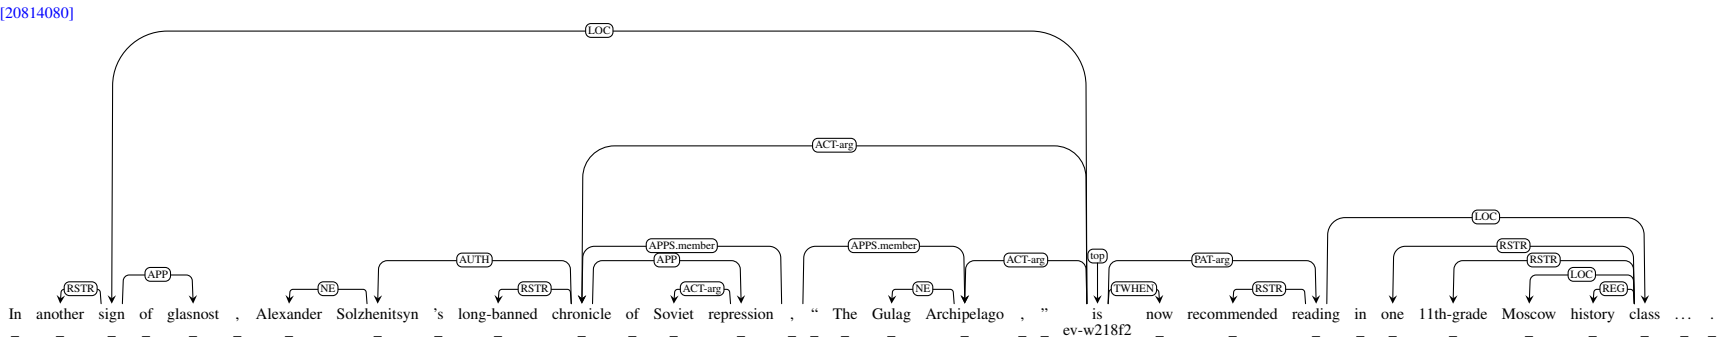 [20814080]
LOC
ACT-arg
LOC
APPS.member APPS.member RSTR
AUTH APP ACT-arg top PAT-arg RSTR
APP LOC
RSTR NE RSTR ACT-arg NE TWHEN RSTR REG
In another sign of glasnost , Alexander Solzhenitsyn ’s long-banned chronicle of Soviet repression , “ The Gulag Archipelago , ” is now recommended reading in one 11th-grade Moscow history class … .
_ _ _ _ _ _ _ _ _ _ _ _ _ _ _ _ _ _ _ _ _ ev-w218f2 _ _ _ _ _ _ _ _ _ _ _